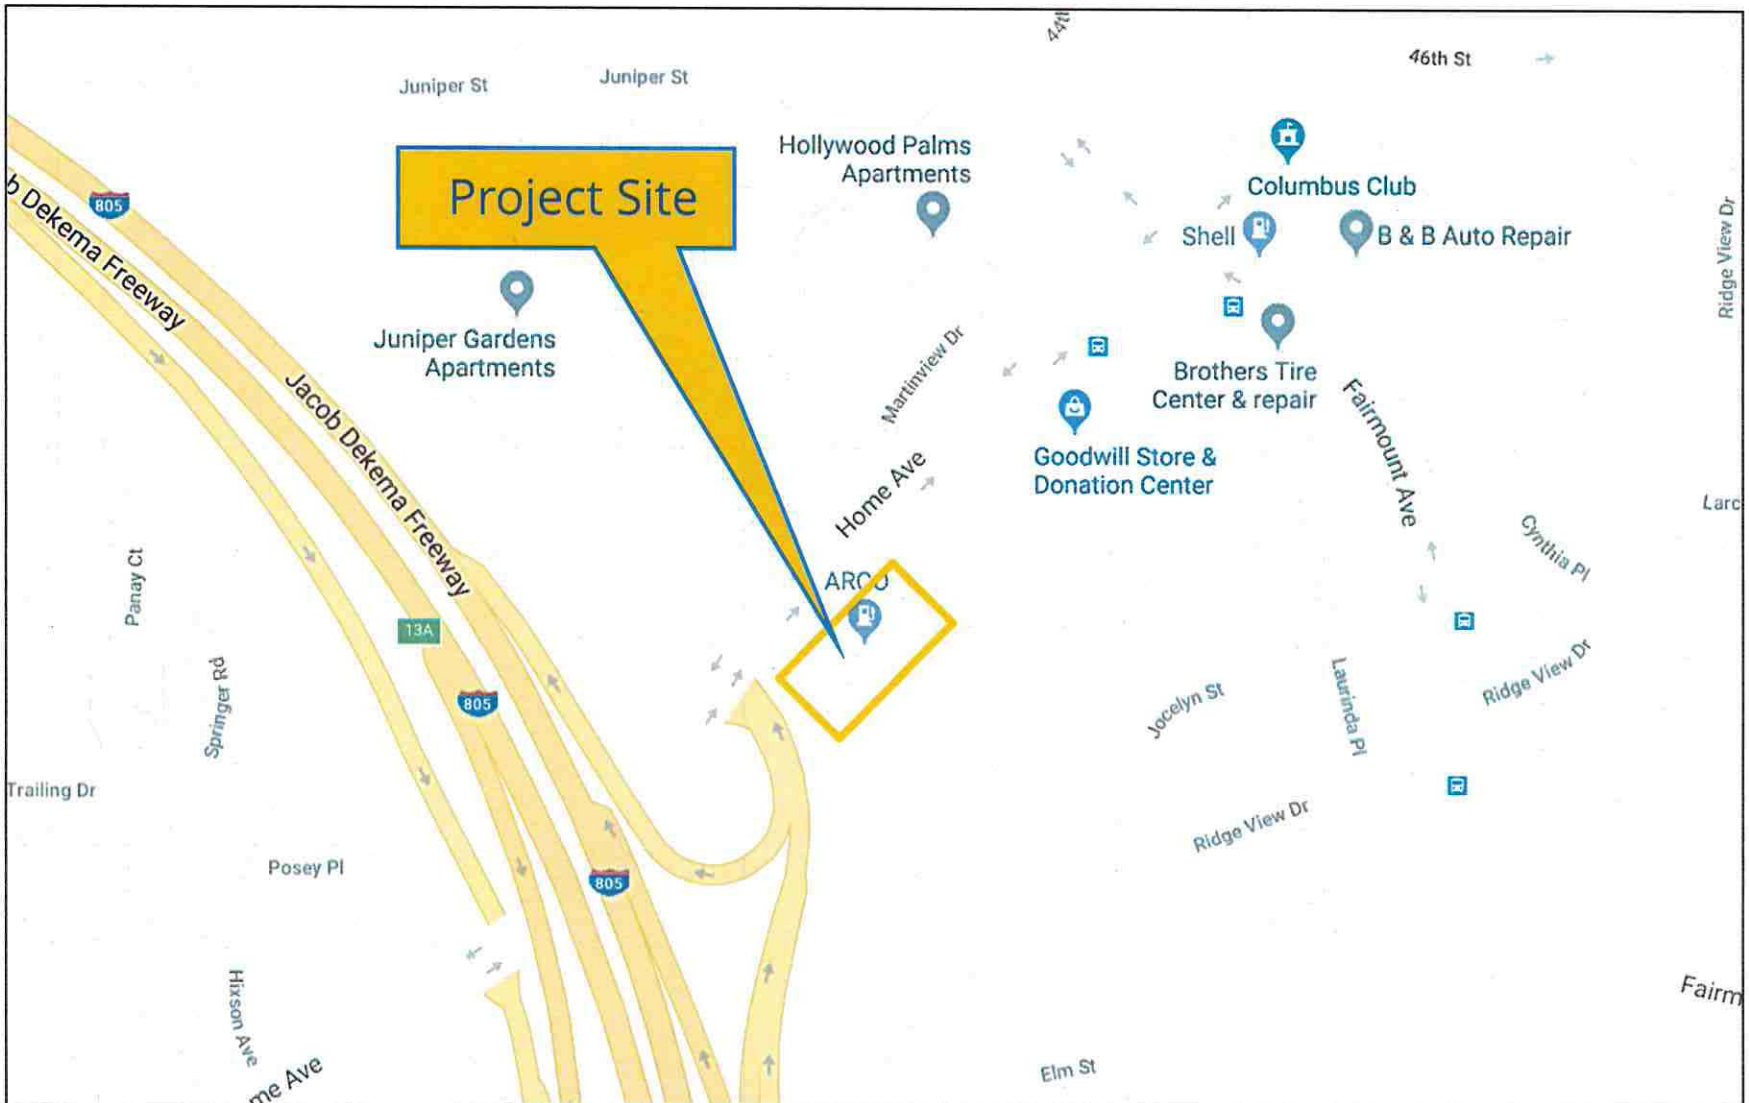 44th
46th St
Juniper St
Juniper St
Hollywood Palms
Apartments
Project Site
Columbus Club
805
Shell
B & B Auto Repair
Ridge View Dr
b Dekema Freeway
Juniper Gardens
Apartments
Martinview Dr
Brothers Tire
Center & repair
Jacob Dekema Freeway
Fairmount Ave
Goodwill Store &
Donation Center
Home Ave
Larc
Cynthia Pl
Panay Ct
ARCO
13A
Springer Rd
805
Jocelyn St
Laurinda Pl
Ridge View Dr
Trailing Dr
Ridge View Dr
Posey Pl
805
Hixson Ave
Fairm
me Ave
Elm St